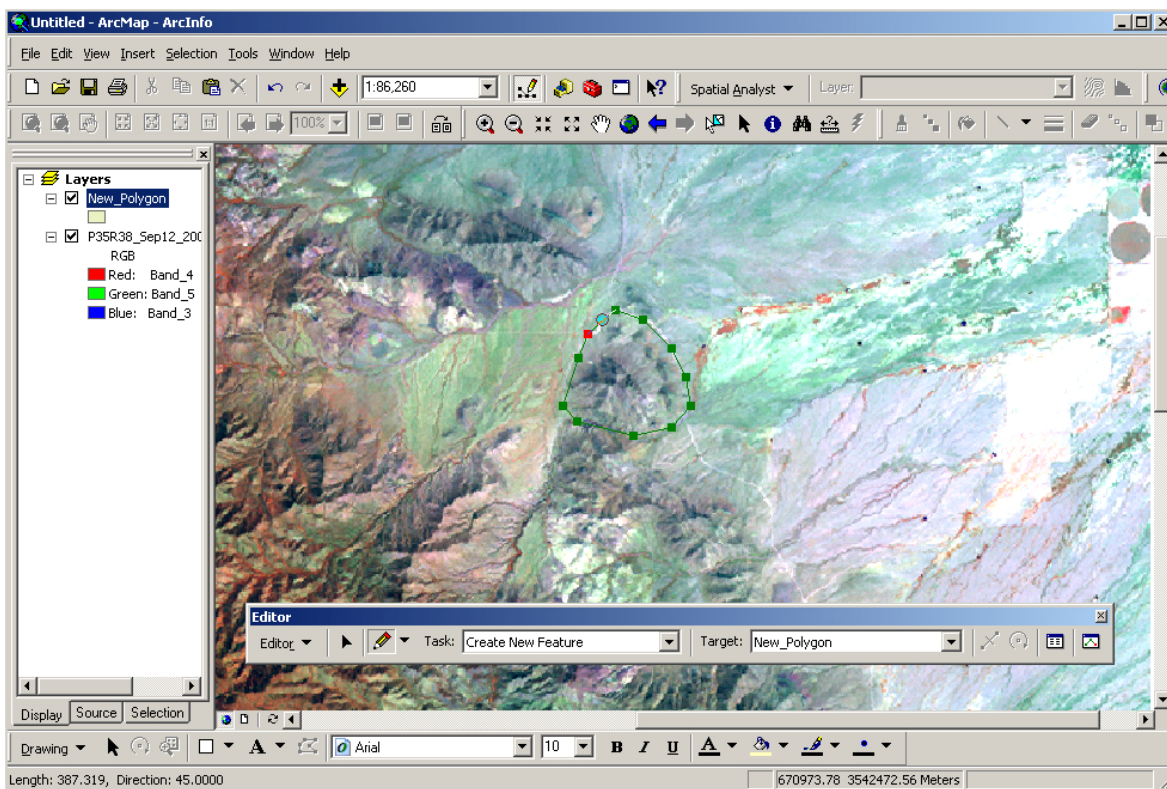 Untitled - ArcMap - ArcInfo
File Edit View Insert Selection Tools Window Help
1:86,260 Spatial Analyst Layer:
100%
Layers
New_Polygon
P35R38_Sep12_200
RGB
Red: Band_4
Green: Band_5
Blue: Band_3
Editor
Editor Task: Create New Feature Target: New_Polygon
Display Source Selection
Drawing A Arial 10 B I U A
Length: 387.319, Direction: 45.0000 670973.78 3542472.56 Meters